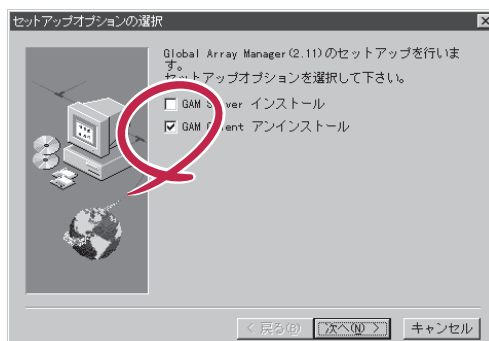 セットアップオプションの選択
Global Array Manager(2.11)のセットアップを行いま
す。
セットアップオプションを選択して下さい。
GAM Server インストール
GAM Client アンインストール
< 戻る(B)
次へ(N) >
キャンセル